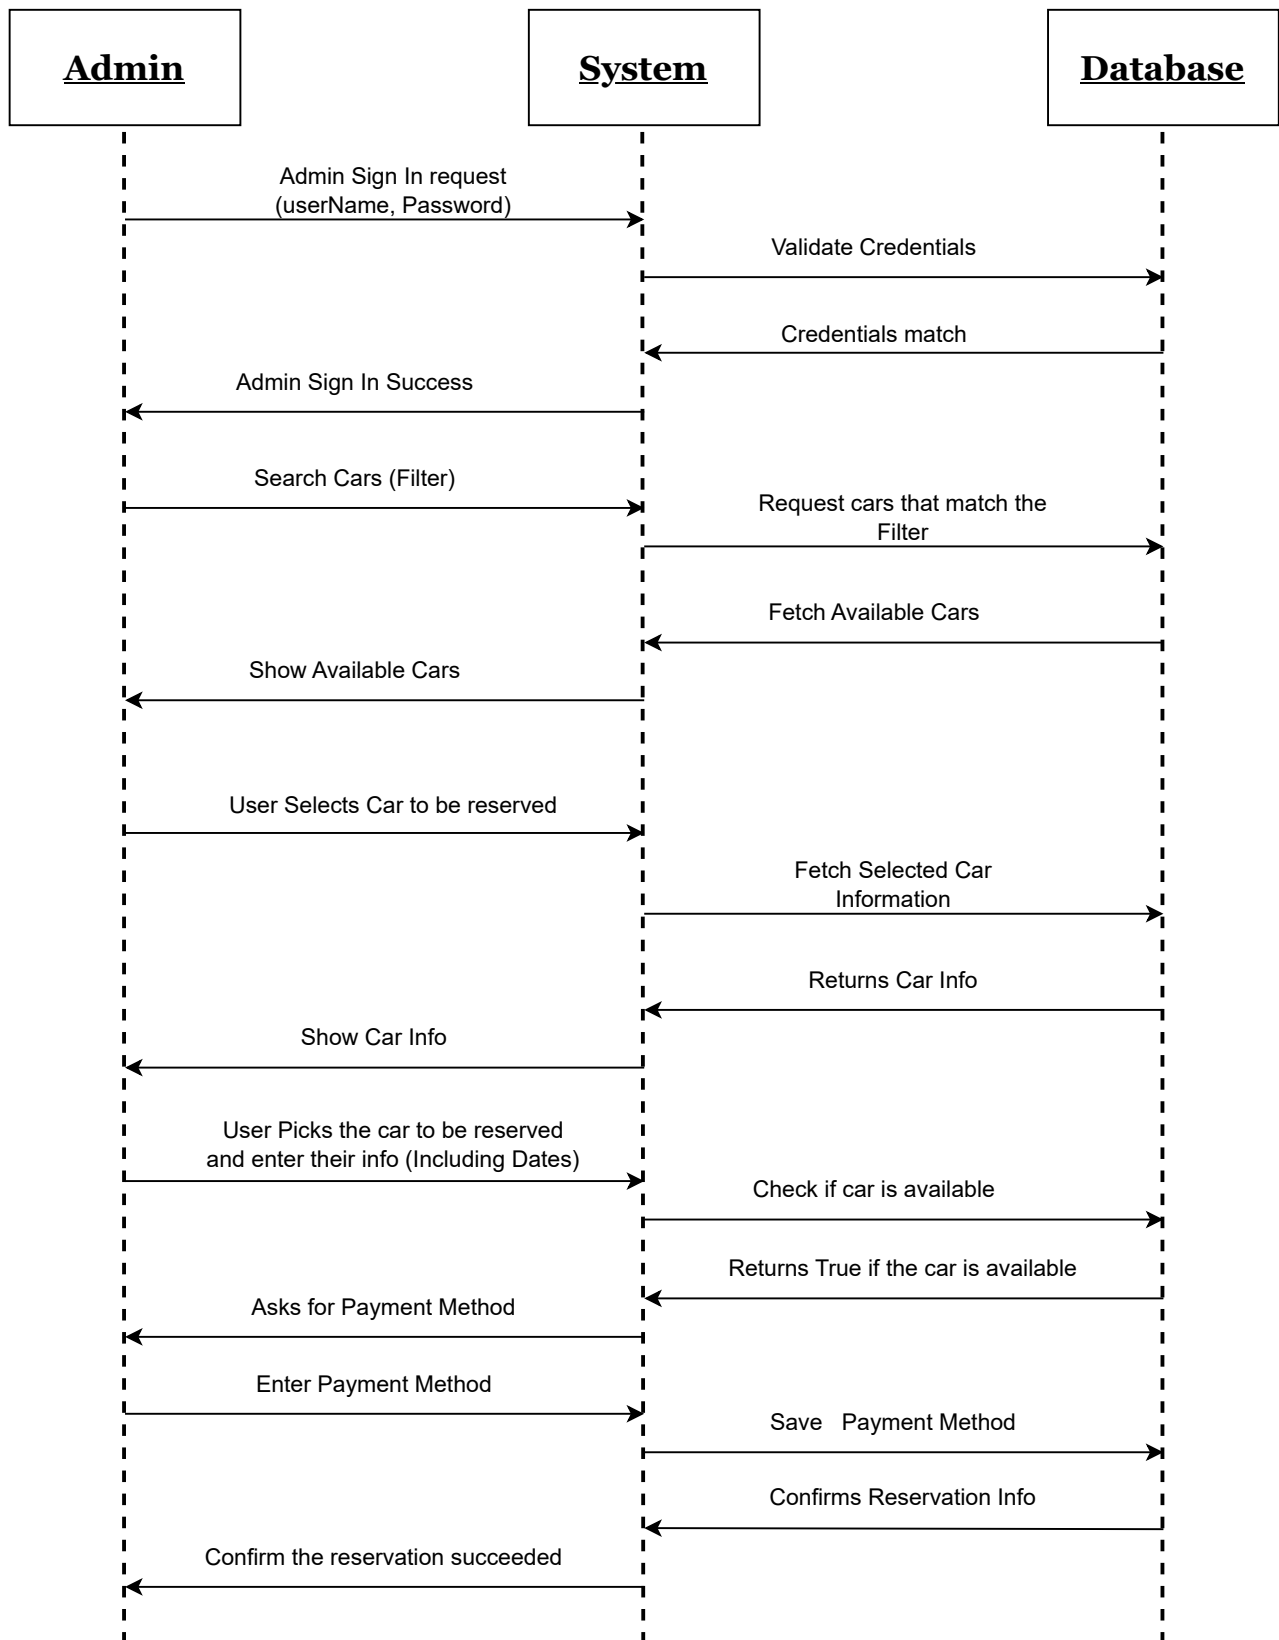 Admin
System
Database
Admin Sign In request
(userName, Password)
Validate Credentials
Credentials match
Admin Sign In Success
Search Cars (Filter)
Request cars that match the
Filter
Fetch Available Cars
Show Available Cars
User Selects Car to be reserved
Fetch Selected Car
Information
Returns Car Info
Show Car Info
User Picks the car to be reserved
and enter their info (Including Dates)
Check if car is available
Returns True if the car is available
Asks for Payment Method
Enter Payment Method
Save   Payment Method
Confirms Reservation Info
Confirm the reservation succeeded